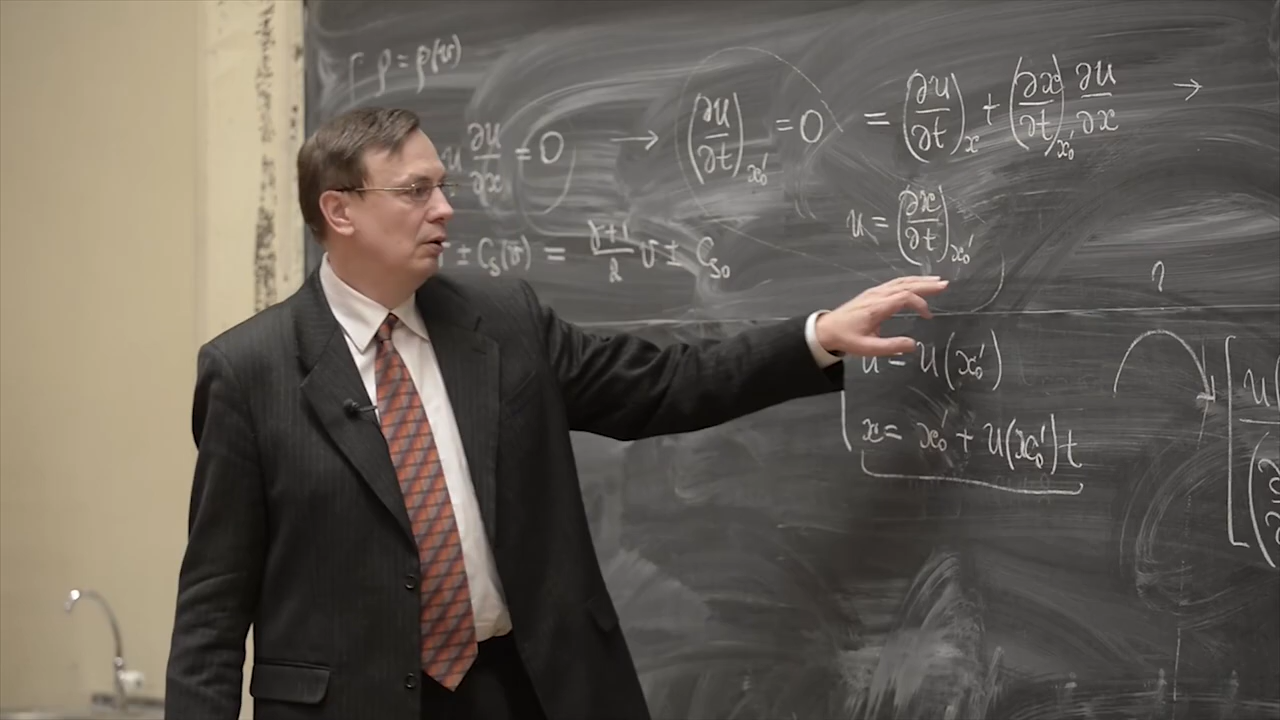 ρ = ρ(v)
u ∂u/∂x = 0 → (∂u/∂t)_{x₀'} = 0 = (∂u/∂t)_x + (∂x/∂t)_{x₀'} ∂u/∂x →
± C_s(v) = (γ+1)/2 v ± C_{s0}
u = (∂x/∂t)_{x₀'}
?
u = U(x₀')
x = x₀' + U(x₀')t